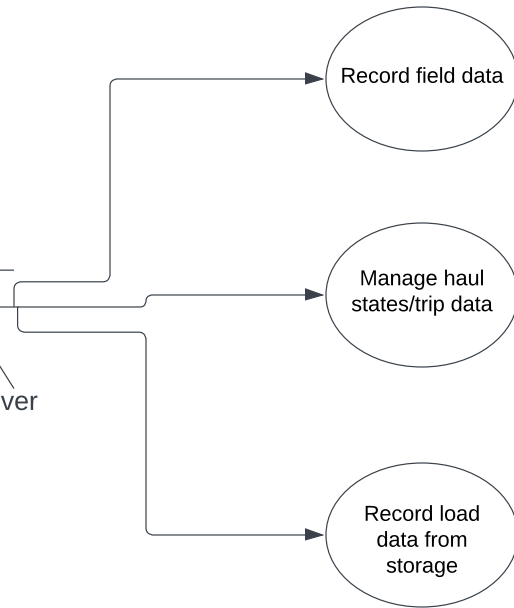 Record field data
Manage haul
states/trip data
ver
Record load
data from
storage